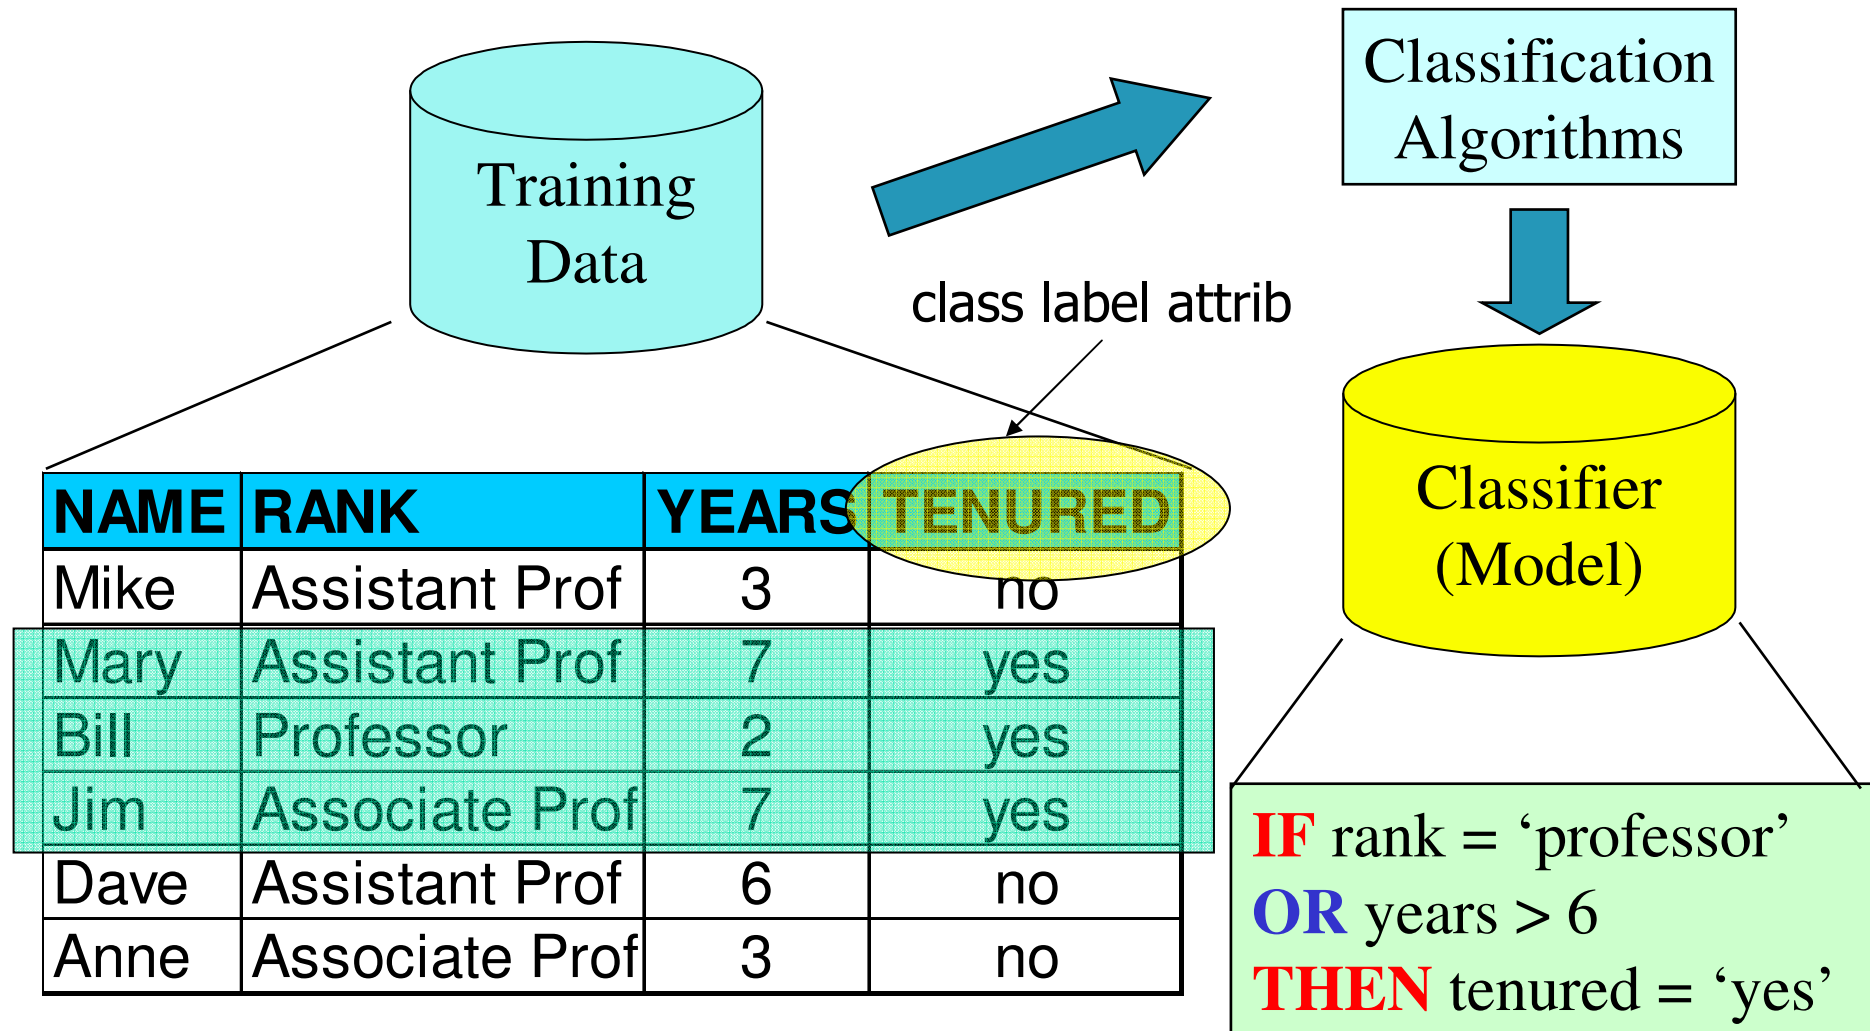 Training
Data
Classification
Algorithms
class label attrib
Classifier
(Model)
NAME RANK YEARS TENURED
Mike Assistant Prof 3 no
Mary Assistant Prof 7 yes
Bill Professor 2 yes
Jim Associate Prof 7 yes
Dave Assistant Prof 6 no
Anne Associate Prof 3 no
IF rank = ‘professor’
OR years > 6
THEN tenured = ‘yes’